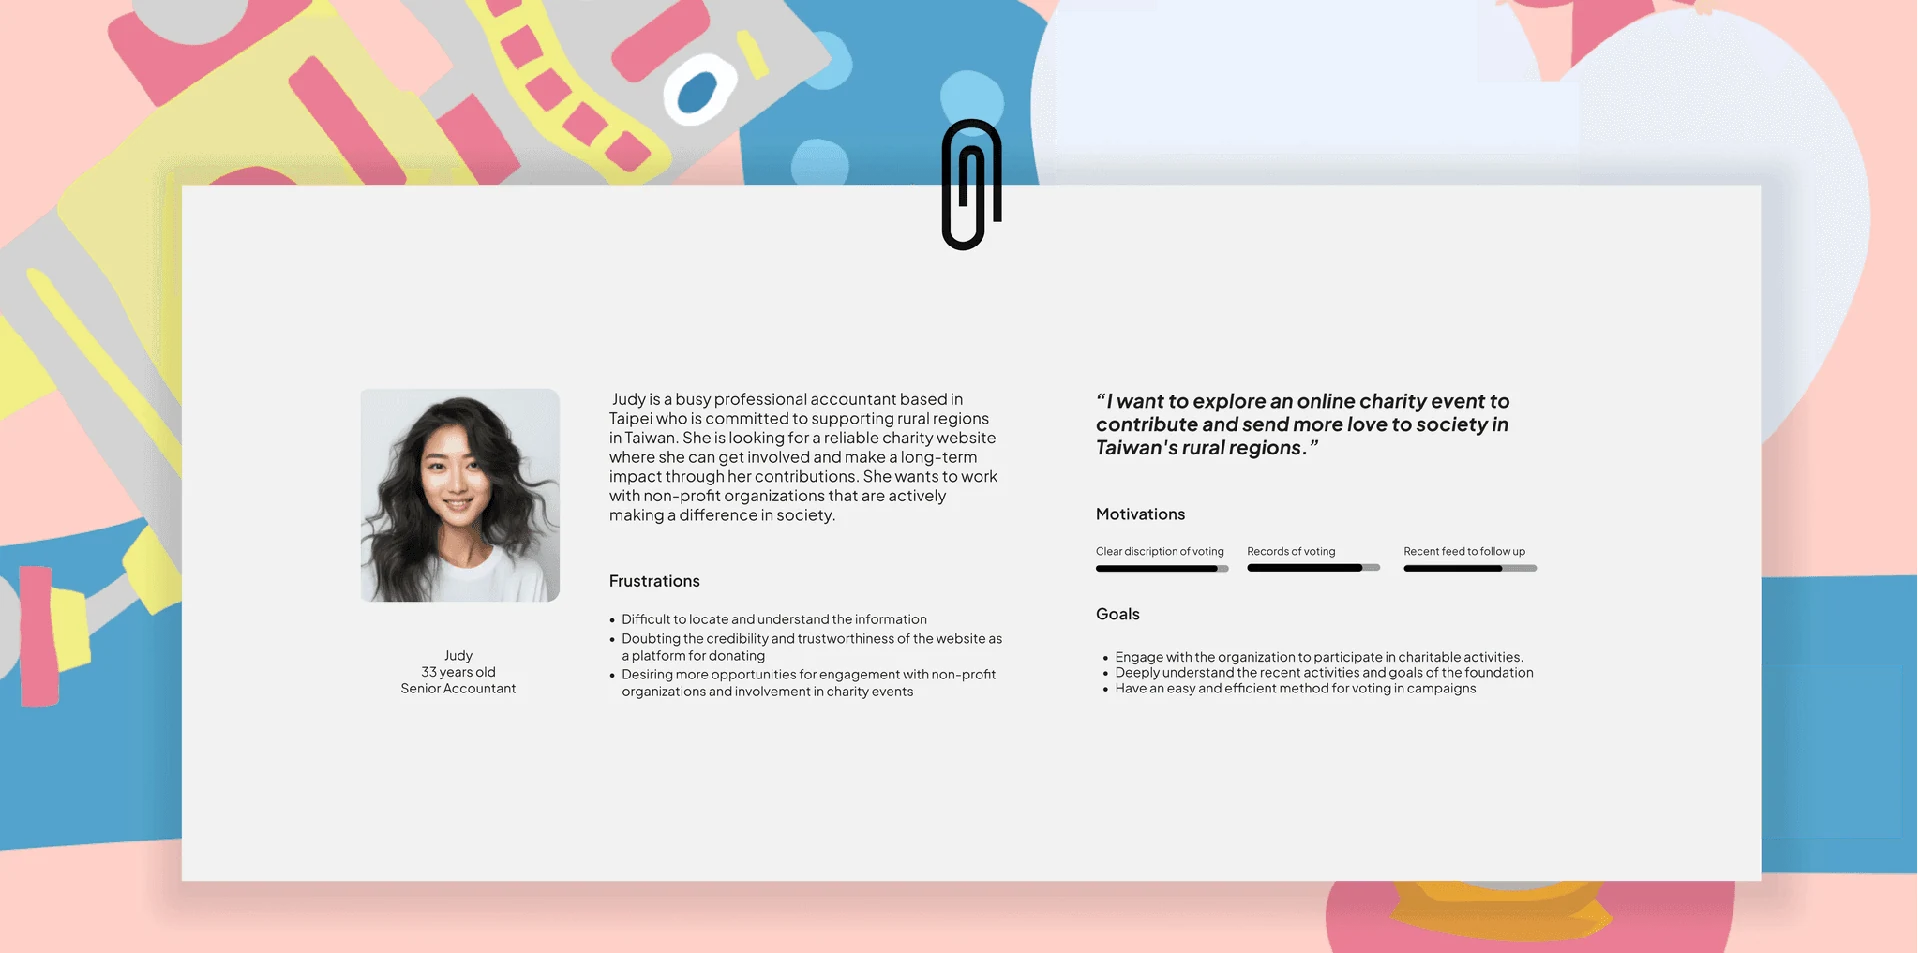 Judy is a busy professional accountant based in
Taipei who is committed to supporting rural regions
in Taiwan. She is looking for a reliable charity website
where she can get involved and make a long-term
impact through her contributions. She wants to work
with non-profit organizations that are actively
making a difference in society.
Frustrations
• Difficult to locate and understand the information
• Doubting the credibility and trustworthiness of the website as
a platform for donating
• Desiring more opportunities for engagement with non-profit
organizations and involvement in charity events
Judy
33 years old
Senior Accountant
“I want to explore an online charity event to
contribute and send more love to society in
Taiwan's rural regions.”
Motivations
Clear discription of voting
Records of voting
Recent feed to follow up
Goals
• Engage with the organization to participate in charitable activities.
• Deeply understand the recent activities and goals of the foundation
• Have an easy and efficient method for voting in campaigns